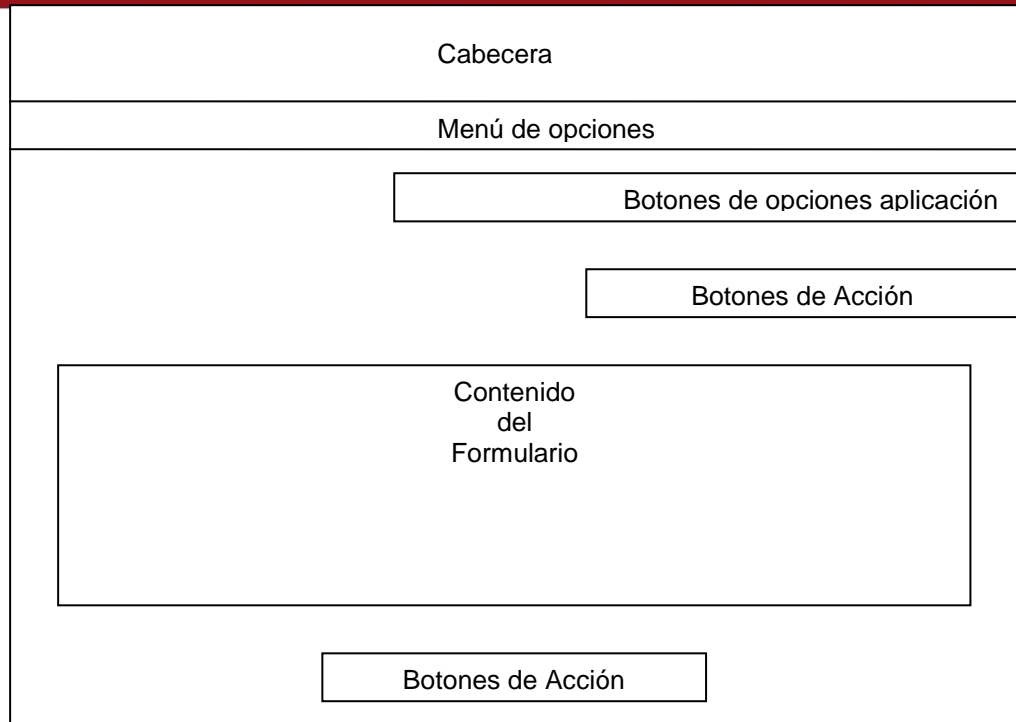 Cabecera
Menú de opciones
Botones de opciones aplicación
Botones de Acción
Contenido
del
Formulario
Botones de Acción